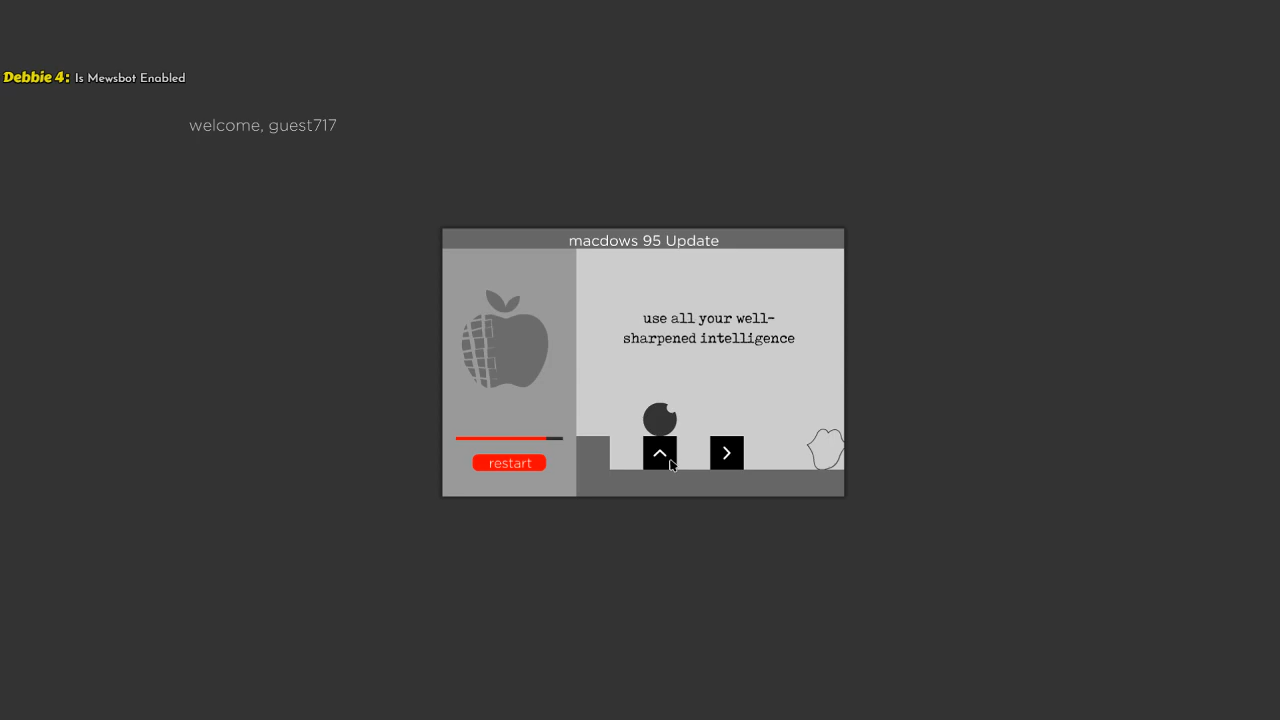 Debbie 4: Is Mewsbot Enabled
welcome, guest717
macdows 95 Update
use all your well-
sharpened intelligence
restart